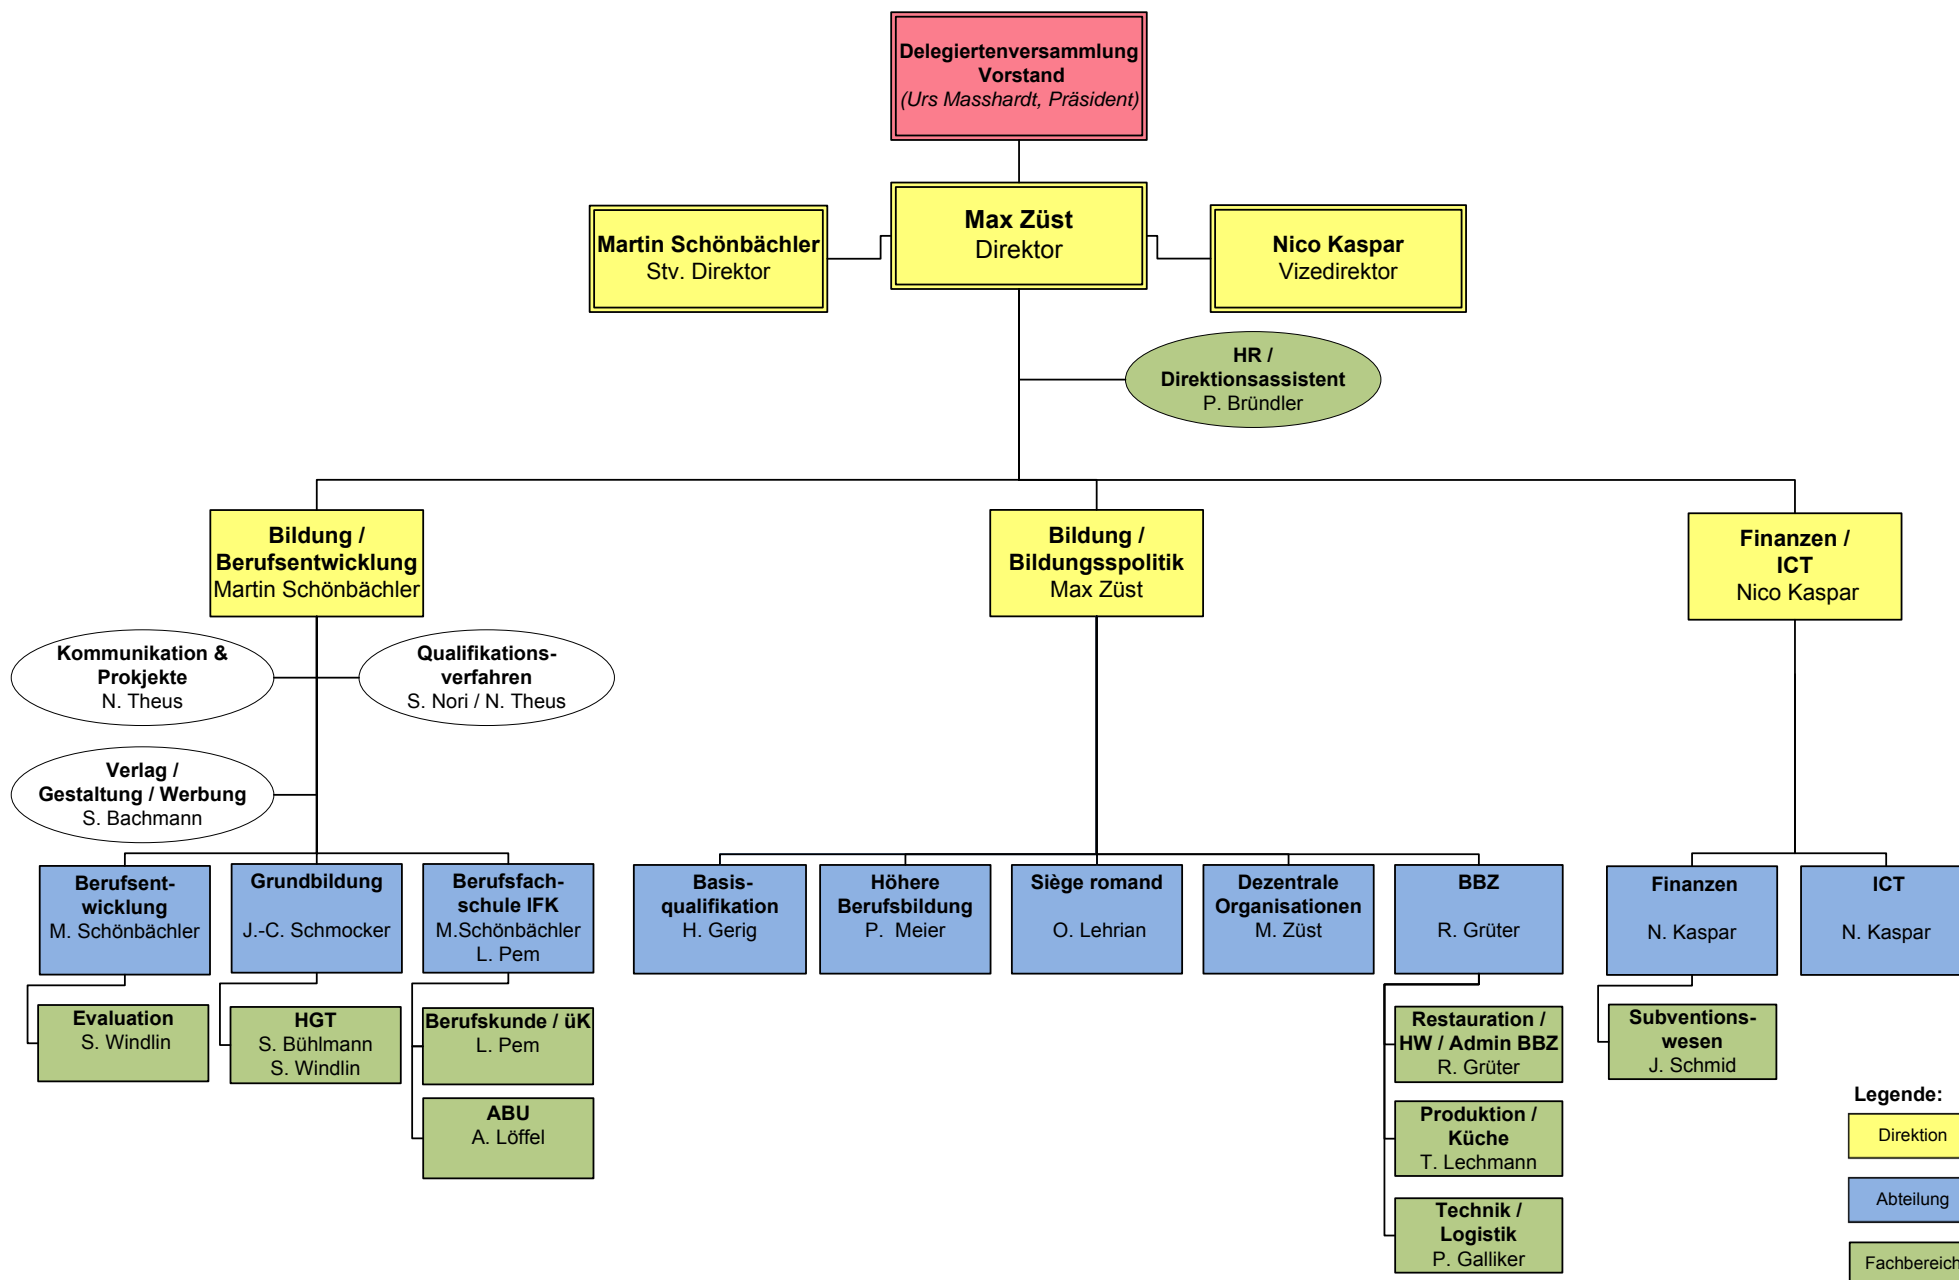 Delegiertenversammlung
Vorstand
(Urs Masshardt, Präsident)
Max Züst
Direktor
Martin Schönbächler
Stv. Direktor
Nico Kaspar
Vizedirektor
HR /
Direktionsassistent
P. Bründler
Bildung /
Berufsentwicklung
Martin Schönbächler
Bildung /
Bildungsspolitik
Max Züst
Finanzen /
ICT
Nico Kaspar
Kommunikation &
Prokjekte
N. Theus
Qualifikations-
verfahren
S. Nori / N. Theus
Verlag /
Gestaltung / Werbung
S. Bachmann
Berufsent-
wicklung
M. Schönbächler
Grundbildung
J.-C. Schmocker
Berufsfach-
schule IFK
M.Schönbächler
L. Pem
Basis-
qualifikation
H. Gerig
Höhere
Berufsbildung
P. Meier
Siège romand
O. Lehrian
Dezentrale
Organisationen
M. Züst
BBZ
R. Grüter
Finanzen
N. Kaspar
ICT
N. Kaspar
Evaluation
S. Windlin
HGT
S. Bühlmann
S. Windlin
Berufskunde / üK
L. Pem
ABU
A. Löffel
Restauration /
HW / Admin BBZ
R. Grüter
Produktion /
Küche
T. Lechmann
Technik /
Logistik
P. Galliker
Subventions-
wesen
J. Schmid
Legende:
Direktion
Abteilung
Fachbereich